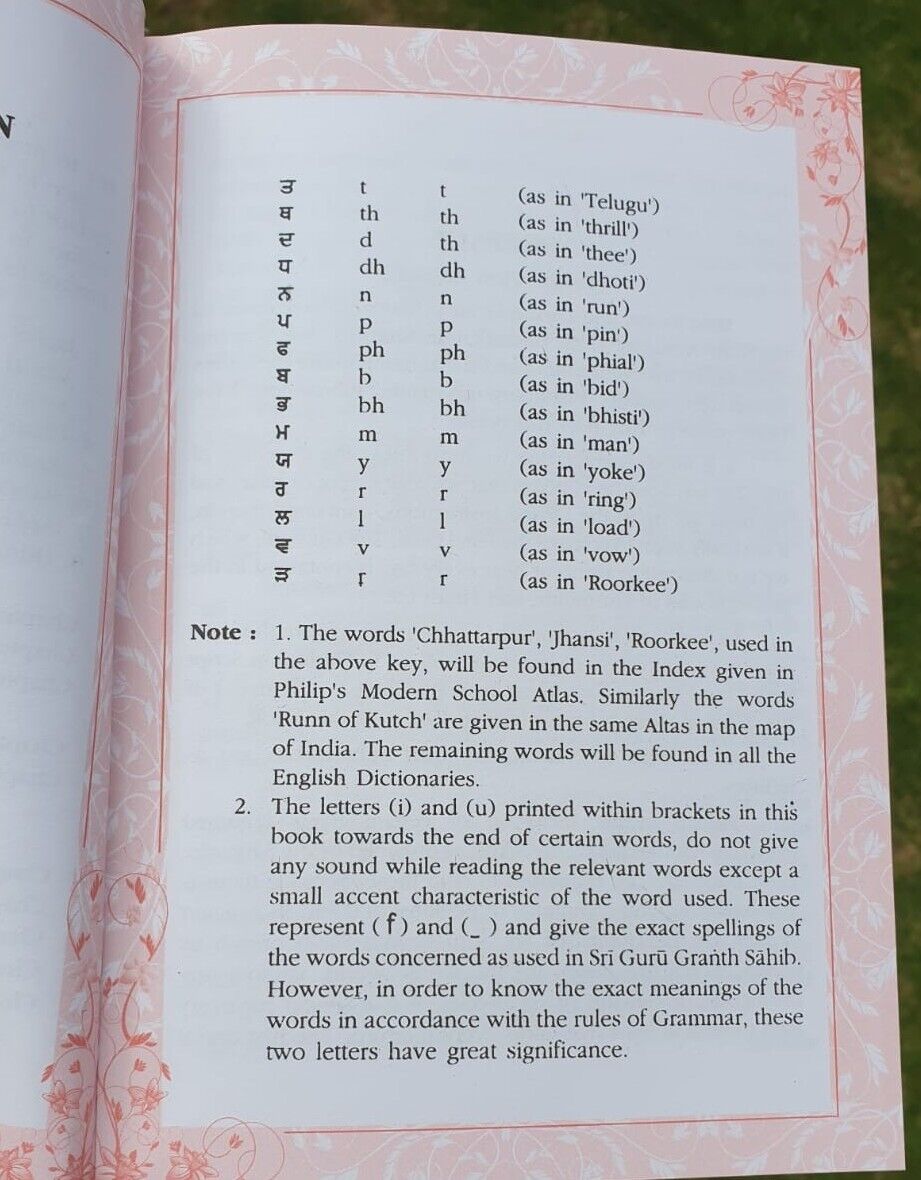 N
ਤ t t (as in 'Telugu')
ਥ th th (as in 'thrill')
ਦ d th (as in 'thee')
ਧ dh dh (as in 'dhoti')
ਨ n n (as in 'run')
ਪ p p (as in 'pin')
ਫ ph ph (as in 'phial')
ਬ b b (as in 'bid')
ਭ bh bh (as in 'bhisti')
ਮ m m (as in 'man')
ਯ y y (as in 'yoke')
ਰ r r (as in 'ring')
ਲ l l (as in 'load')
ਵ v v (as in 'vow')
ੜ ṛ r (as in 'Roorkee')
Note : 1. The words 'Chhattarpur', 'Jhansi', 'Roorkee', used in
the above key, will be found in the Index given in
Philip's Modern School Atlas. Similarly the words
'Runn of Kutch' are given in the same Altas in the map
of India. The remaining words will be found in all the
English Dictionaries.
2. The letters (i) and (u) printed within brackets in this
book towards the end of certain words, do not give
any sound while reading the relevant words except a
small accent characteristic of the word used. These
represent (ਿ) and (_) and give the exact spellings of
the words concerned as used in Srī Gurū Graṅth Sāhib.
However, in order to know the exact meanings of the
words in accordance with the rules of Grammar, these
two letters have great significance.